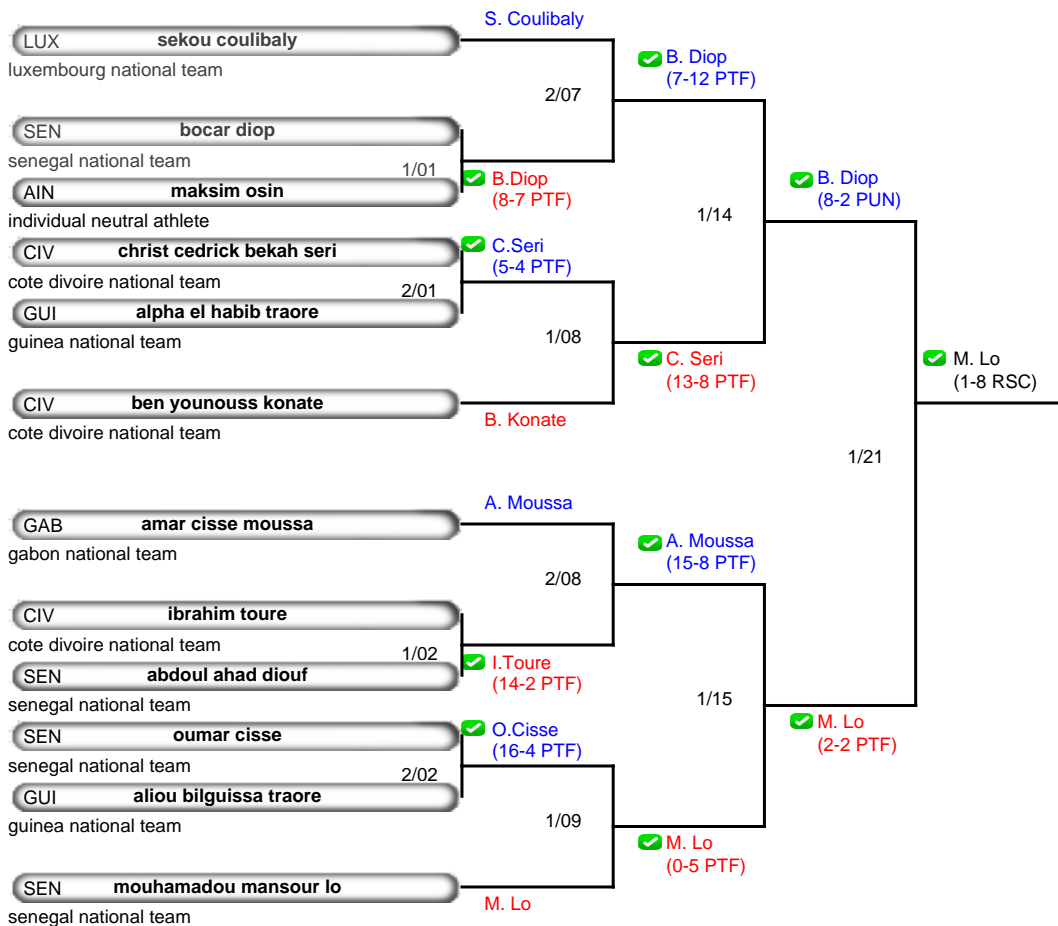 S. Coulibaly
LUX sekou coulibaly
luxembourg national team
B. Diop
(7-12 PTF)
2/07
SEN bocar diop
senegal national team
1/01
AIN maksim osin
individual neutral athlete
B.Diop
(8-7 PTF)
B. Diop
(8-2 PUN)
1/14
CIV christ cedrick bekah seri
cote divoire national team
C.Seri
(5-4 PTF)
2/01
GUI alpha el habib traore
guinea national team
1/08
C. Seri
(13-8 PTF)
M. Lo
(1-8 RSC)
CIV ben younouss konate
cote divoire national team
B. Konate
1/21
A. Moussa
GAB amar cisse moussa
gabon national team
A. Moussa
(15-8 PTF)
2/08
CIV ibrahim toure
cote divoire national team
1/02
SEN abdoul ahad diouf
senegal national team
I.Toure
(14-2 PTF)
1/15
M. Lo
(2-2 PTF)
SEN oumar cisse
senegal national team
O.Cisse
(16-4 PTF)
2/02
GUI aliou bilguissa traore
guinea national team
1/09
M. Lo
(0-5 PTF)
SEN mouhamadou mansour lo
senegal national team
M. Lo